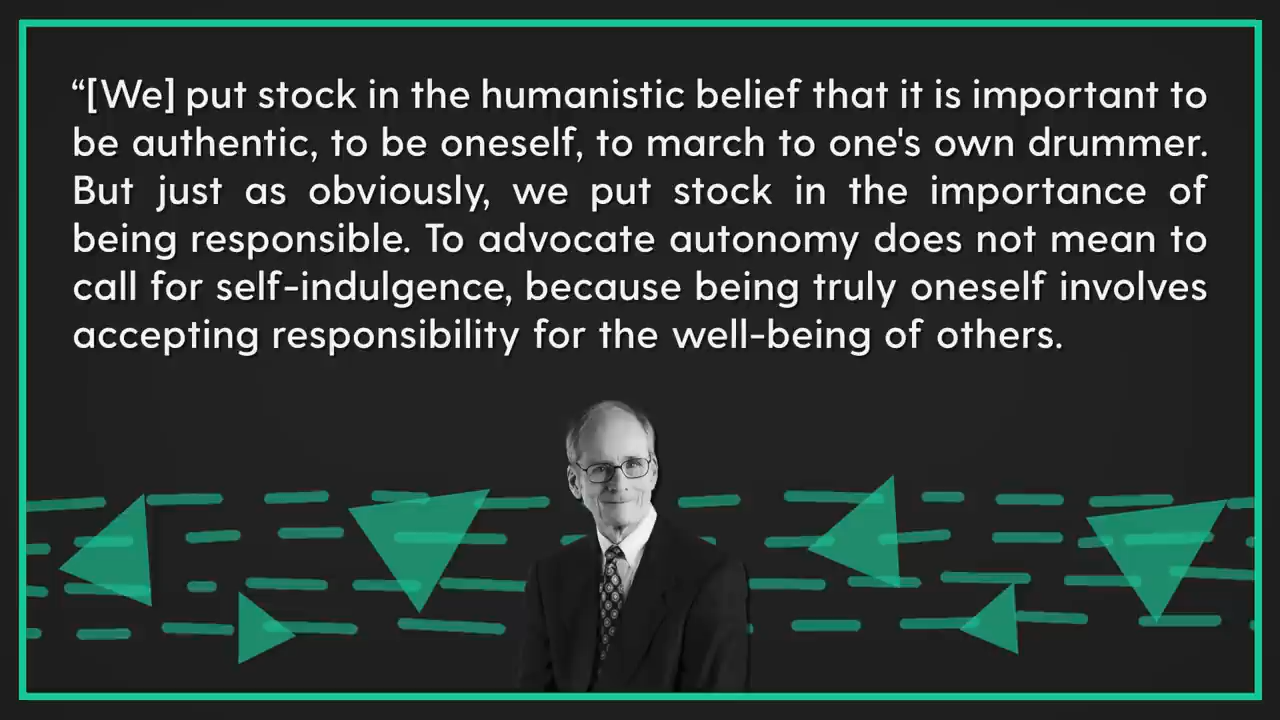 “[We] put stock in the humanistic belief that it is important to
be authentic, to be oneself, to march to one's own drummer.
But just as obviously, we put stock in the importance of
being responsible. To advocate autonomy does not mean to
call for self-indulgence, because being truly oneself involves
accepting responsibility for the well-being of others.